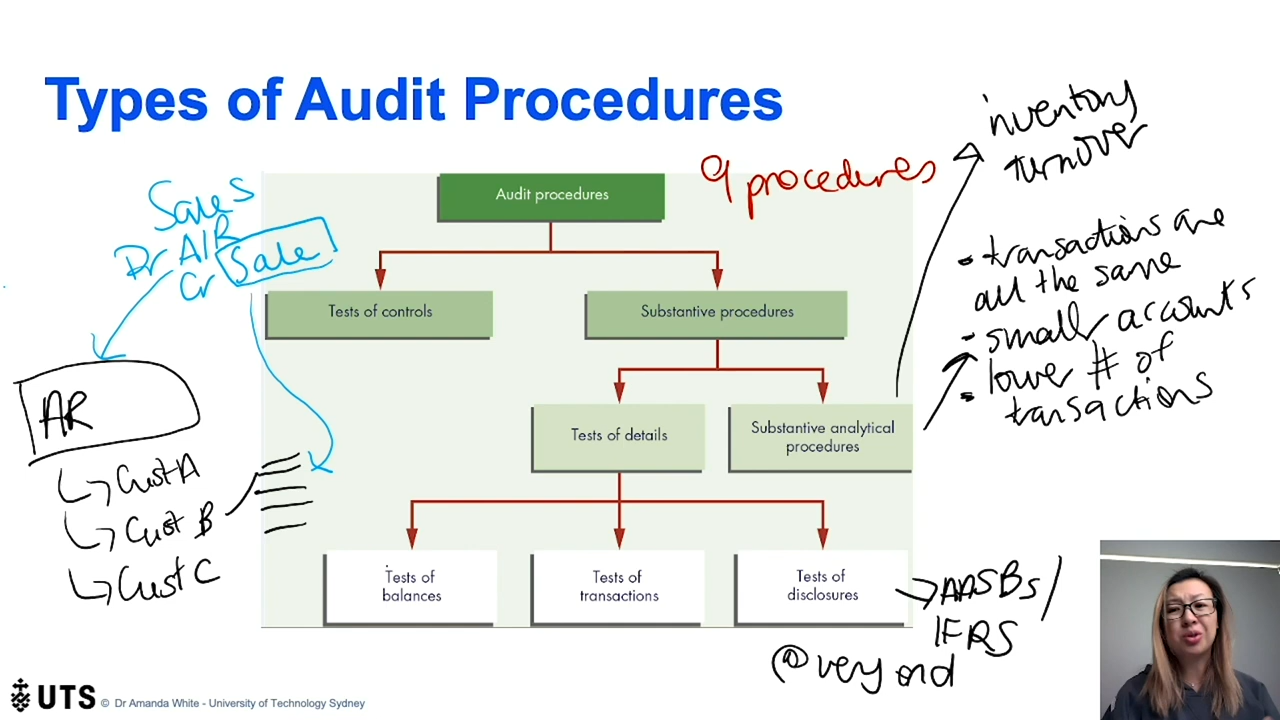 Types of Audit Procedures
9 procedures
inventory
turnover
Sales
Dr A/R
Cr Sale
Audit procedures
- transactions are
all the same
- small accounts
- lower # of
transactions
Tests of controls
Substantive procedures
AR
Tests of details
Substantive analytical
procedures
Cust A
Cust B
Cust C
Tests of
balances
Tests of
transactions
Tests of
disclosures
AASBs/
IFRS
@ very end
UTS
© Dr Amanda White - University of Technology Sydney